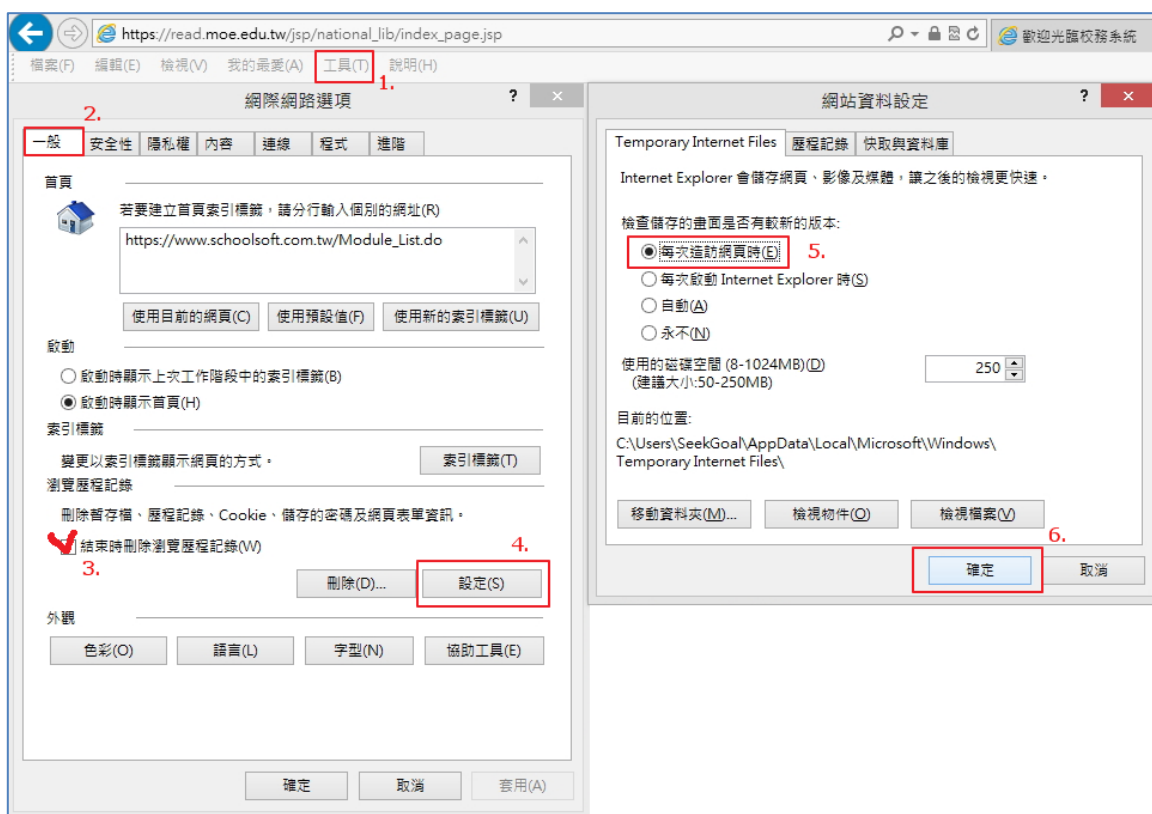 https://read.moe.edu.tw/jsp/national_lib/index_page.jsp
歡迎光臨校務系統
檔案(F) 編輯(E) 檢視(V) 我的最愛(A) 工具(T) 說明(H)
1.
網際網路選項 ? ×
2.
一般 安全性 隱私權 內容 連線 程式 進階
首頁
若要建立首頁索引標籤，請分行輸入個別的網址(R)
https://www.schoolsoft.com.tw/Module_List.do
使用目前的網頁(C) 使用預設值(F) 使用新的索引標籤(U)
啟動
啟動時顯示上次工作階段中的索引標籤(B)
啟動時顯示首頁(H)
索引標籤
變更以索引標籤顯示網頁的方式。 索引標籤(T)
瀏覽歷程記錄
刪除暫存檔、歷程記錄、Cookie、儲存的密碼及網頁表單資訊。
結束時刪除瀏覽歷程記錄(W)
3.
4.
刪除(D)... 設定(S)
外觀
色彩(O) 語言(L) 字型(N) 協助工具(E)
確定 取消 套用(A)
網站資料設定 ? ×
Temporary Internet Files 歷程記錄 快取與資料庫
Internet Explorer 會儲存網頁、影像及媒體，讓之後的檢視更快速。
檢查儲存的畫面是否有較新的版本:
每次造訪網頁時(E) 5.
每次啟動 Internet Explorer 時(S)
自動(A)
永不(N)
使用的磁碟空間 (8-1024MB)(D) 250
(建議大小:50-250MB)
目前的位置:
C:\Users\SeekGoal\AppData\Local\Microsoft\Windows\
Temporary Internet Files\
移動資料夾(M)... 檢視物件(O) 檢視檔案(V)
6.
確定 取消